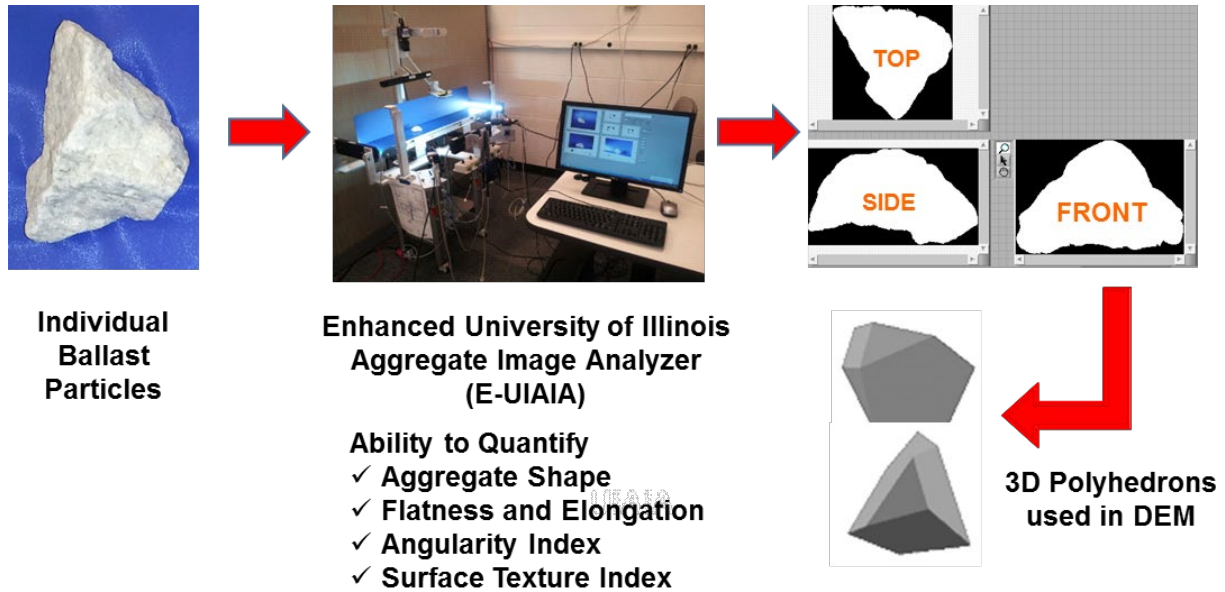 TOP
SIDE
FRONT
Individual
Ballast
Particles
Enhanced University of Illinois
Aggregate Image Analyzer
(E-UIAIA)
Ability to Quantify
✓ Aggregate Shape
✓ Flatness and Elongation
✓ Angularity Index
✓ Surface Texture Index
3D Polyhedrons
used in DEM